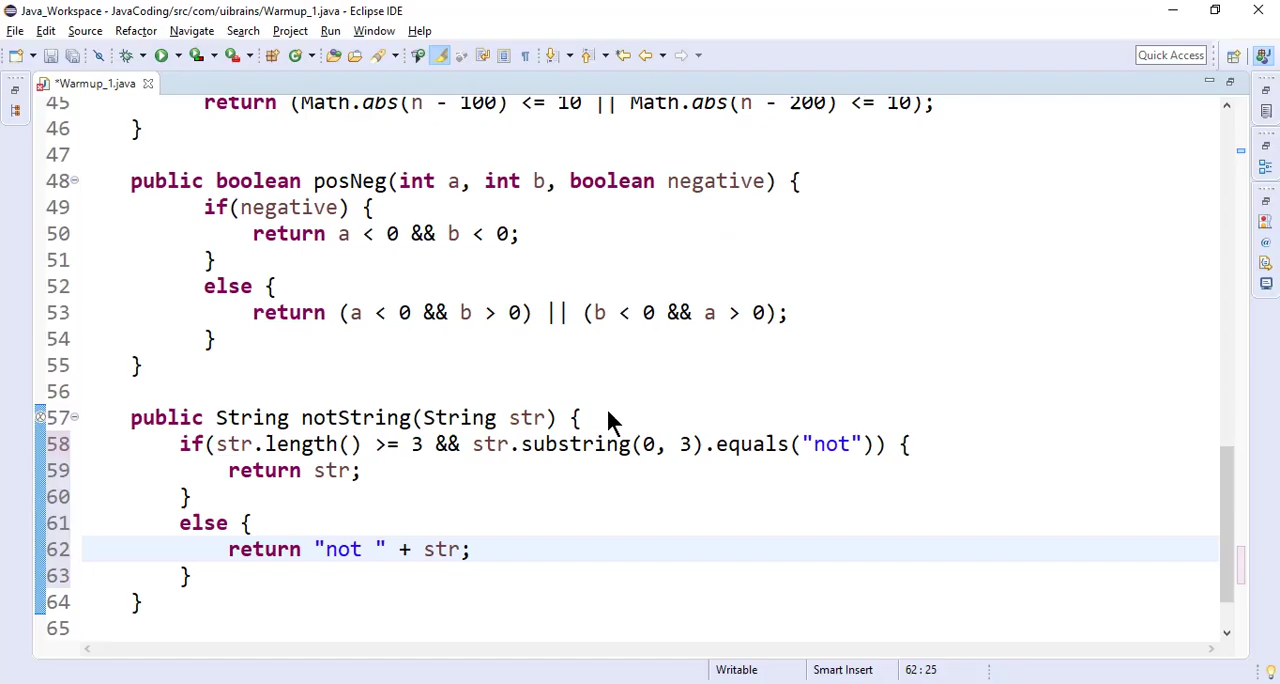 Java_Workspace - JavaCoding/src/com/uibrains/Warmup_1.java - Eclipse IDE
File Edit Source Refactor Navigate Search Project Run Window Help
Quick Access
*Warmup_1.java
45 return (Math.abs(n - 100) <= 10 || Math.abs(n - 200) <= 10);
46 }
47
48 public boolean posNeg(int a, int b, boolean negative) {
49 if(negative) {
50 return a < 0 && b < 0;
51 }
52 else {
53 return (a < 0 && b > 0) || (b < 0 && a > 0);
54 }
55 }
56
57 public String notString(String str) {
58 if(str.length() >= 3 && str.substring(0, 3).equals("not")) {
59 return str;
60 }
61 else {
62 return "not " + str;
63 }
64 }
65
Writable Smart Insert 62 : 25